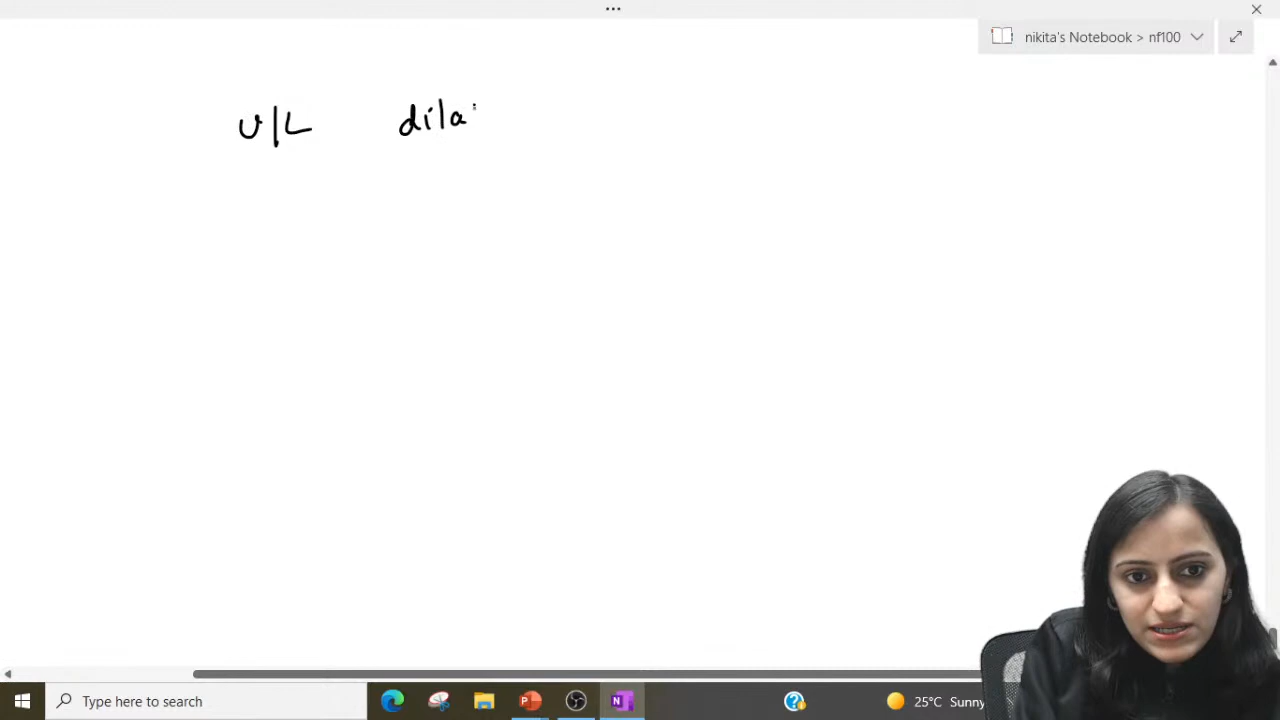 nikita's Notebook > nf100
U/L dila
Type here to search
25°C Sunny